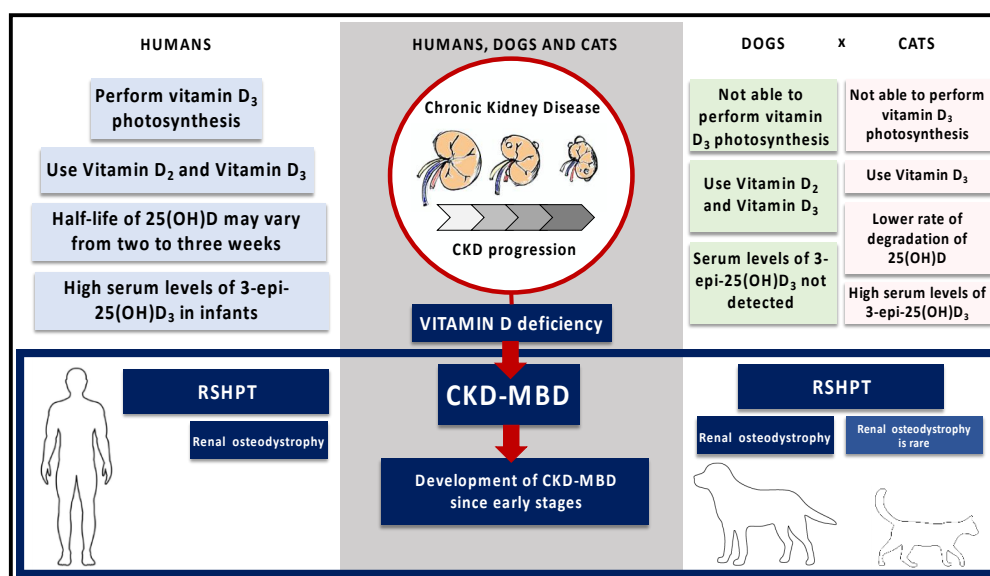 HUMANS
Perform vitamin D₃
photosynthesis
Use Vitamin D₂ and Vitamin D₃
Half-life of 25(OH)D may vary
from two to three weeks
High serum levels of 3-epi-
25(OH)D₃ in infants
HUMANS, DOGS AND CATS
Chronic Kidney Disease
CKD progression
VITAMIN D deficiency
DOGS x CATS
Not able to
perform vitamin
D₃ photosynthesis
Use Vitamin D₂
and Vitamin D₃
Serum levels of 3-
epi-25(OH)D₃ not
detected
Not able to perform
vitamin D₃
photosynthesis
Use Vitamin D₃
Lower rate of
degradation of
25(OH)D
High serum levels of
3-epi-25(OH)D₃
RSHPT
Renal osteodystrophy
CKD-MBD
Development of CKD-MBD
since early stages
RSHPT
Renal osteodystrophy
Renal osteodystrophy
is rare